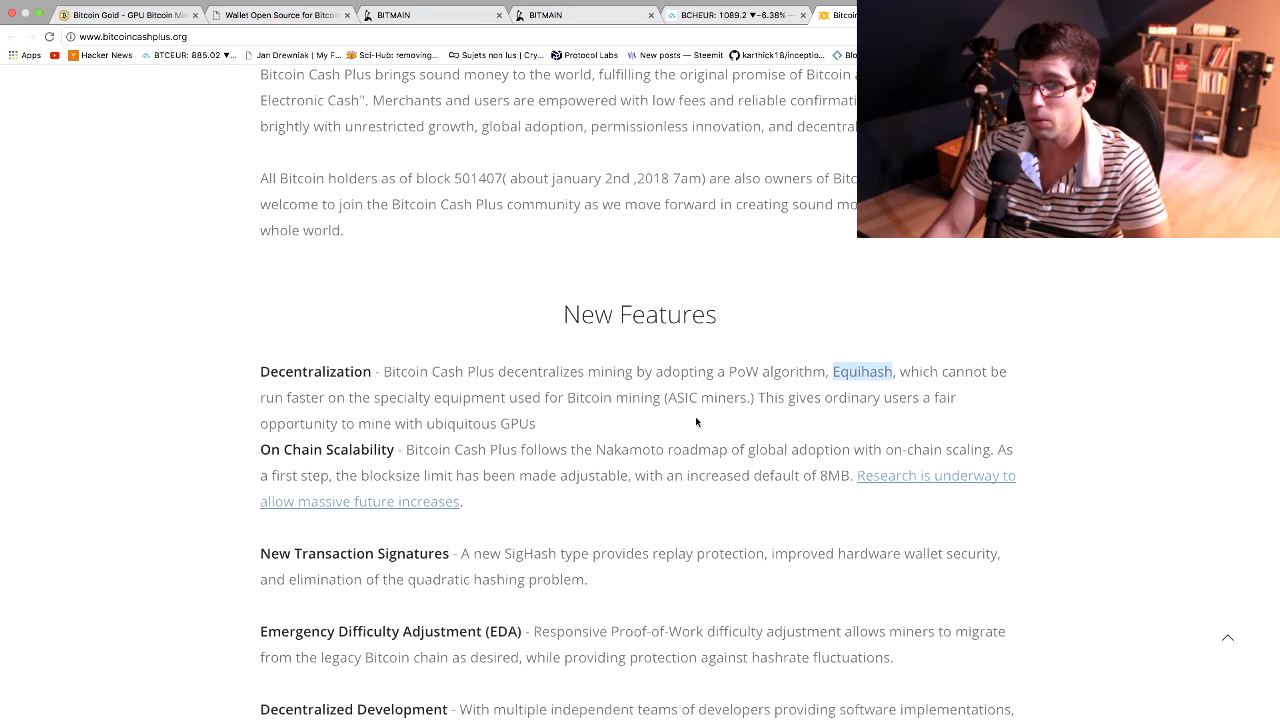 Bitcoin Gold - GPU Bitcoin Min
Wallet Open Source for Bitcoin
BITMAIN
BITMAIN
BCHEUR: 1089.2 ▼−6.38%
Bitcoin
www.bitcoincashplus.org
Apps
Hacker News
BTCEUR: 885.02 ▼...
Jan Drewniak | My F...
Sci-Hub: removing...
Sujets non lus | Cry...
Protocol Labs
New posts — Steemit
karthick17/inceptio...
Blo
Bitcoin Cash Plus brings sound money to the world, fulfilling the original promise of Bitcoin
Electronic Cash". Merchants and users are empowered with low fees and reliable confirmati
brightly with unrestricted growth, global adoption, permissionless innovation, and decentral
All Bitcoin holders as of block 501407( about january 2nd ,2018 7am) are also owners of Bitc
welcome to join the Bitcoin Cash Plus community as we move forward in creating sound mo
whole world.
New Features
Decentralization - Bitcoin Cash Plus decentralizes mining by adopting a PoW algorithm, Equihash, which cannot be
run faster on the specialty equipment used for Bitcoin mining (ASIC miners.) This gives ordinary users a fair
opportunity to mine with ubiquitous GPUs
On Chain Scalability - Bitcoin Cash Plus follows the Nakamoto roadmap of global adoption with on-chain scaling. As
a first step, the blocksize limit has been made adjustable, with an increased default of 8MB. Research is underway to
allow massive future increases.
New Transaction Signatures - A new SigHash type provides replay protection, improved hardware wallet security,
and elimination of the quadratic hashing problem.
Emergency Difficulty Adjustment (EDA) - Responsive Proof-of-Work difficulty adjustment allows miners to migrate
from the legacy Bitcoin chain as desired, while providing protection against hashrate fluctuations.
Decentralized Development - With multiple independent teams of developers providing software implementations,